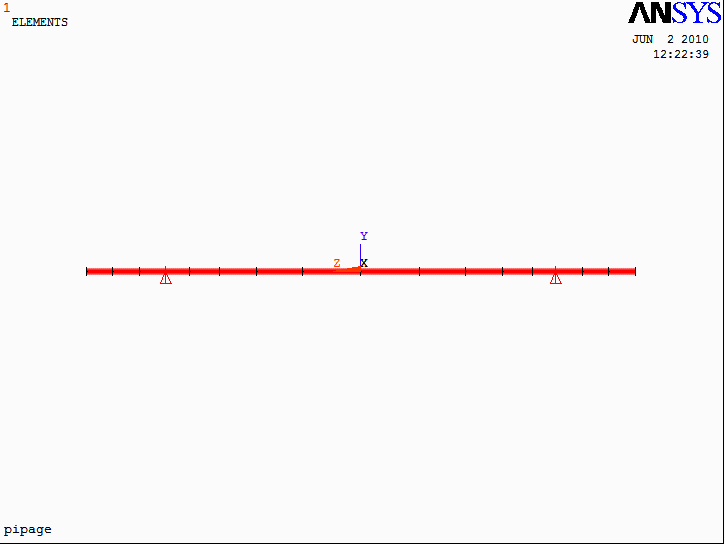 1
ELEMENTS
ANSYS
JUN  2 2010
12:22:39
Y
Z
X
pipage